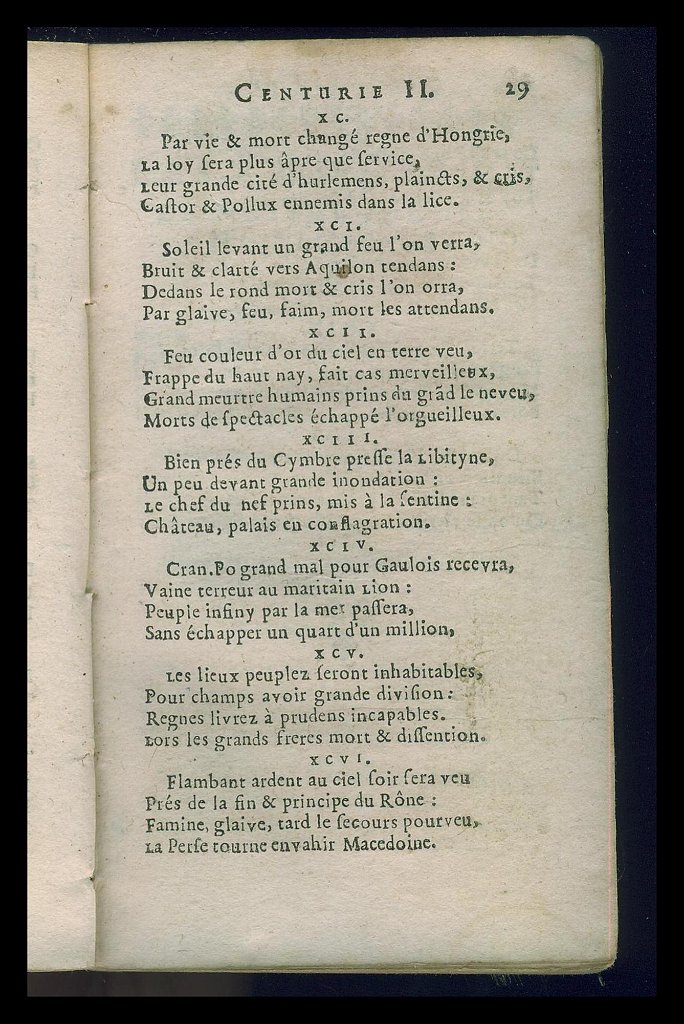 CENTURIE II. 29
XC.
Par vie & mort changé regne d'Hongrie,
La loy ſera plus âpre que ſervice,
Leur grande cité d'hurlemens, plaincts, & cris,
Caſtor & Pollux ennemis dans la lice.
XCI.
Soleil levant un grand feu l'on verra,
Bruit & clarté vers Aquilon tendans :
Dedans le rond mort & cris l'on orra,
Par glaive, feu, faim, mort les attendans.
XCII.
Feu couleur d'or du ciel en terre veu,
Frappe du haut nay, fait cas merveilleux,
Grand meurtre humains prins du grãd le neveu,
Morts de ſpectacles échappé l'orgueilleux.
XCIII.
Bien prés du Cymbre preſſe la Libityne,
Un peu devant grande inondation :
Le chef du nef prins, mis à la ſentine :
Château, palais en conflagration.
XCIV.
Cran.Po grand mal pour Gaulois recevra,
Vaine terreur au maritain Lion :
Peuple infiny par la mer paſſera,
Sans échapper un quart d'un million,
XCV.
Les lieux peuplez ſeront inhabitables,
Pour champs avoir grande diviſion :
Regnes livrez à prudens incapables.
Lors les grands freres mort & diſſention.
XCVI.
Flambant ardent au ciel ſoir ſera veu
Prés de la fin & principe du Rône :
Famine, glaive, tard le ſecours pourveu,
La Perſe tourne envahir Macedoine.